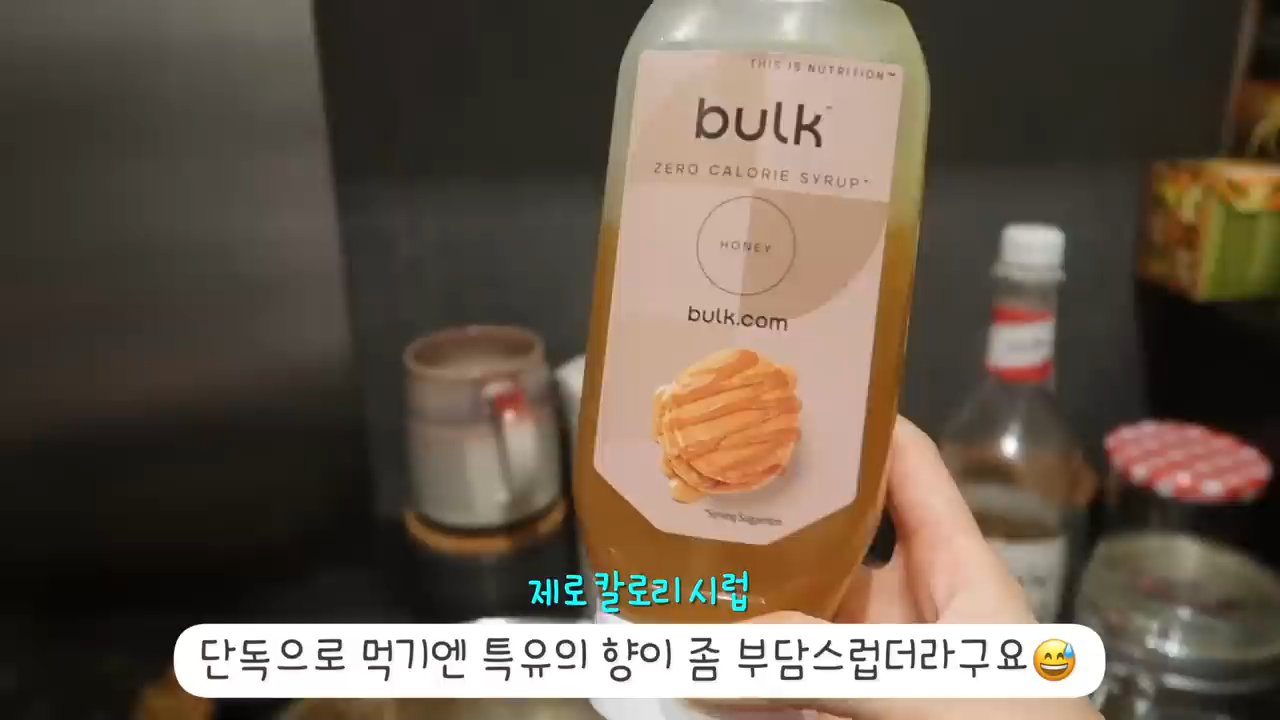 THIS IS NUTRITION™
bulk™
ZERO CALORIE SYRUP*
HONEY
bulk.com
*Serving Suggestion
제로 칼로리 시럽
단독으로 먹기엔 특유의 향이 좀 부담스럽더라구요😅